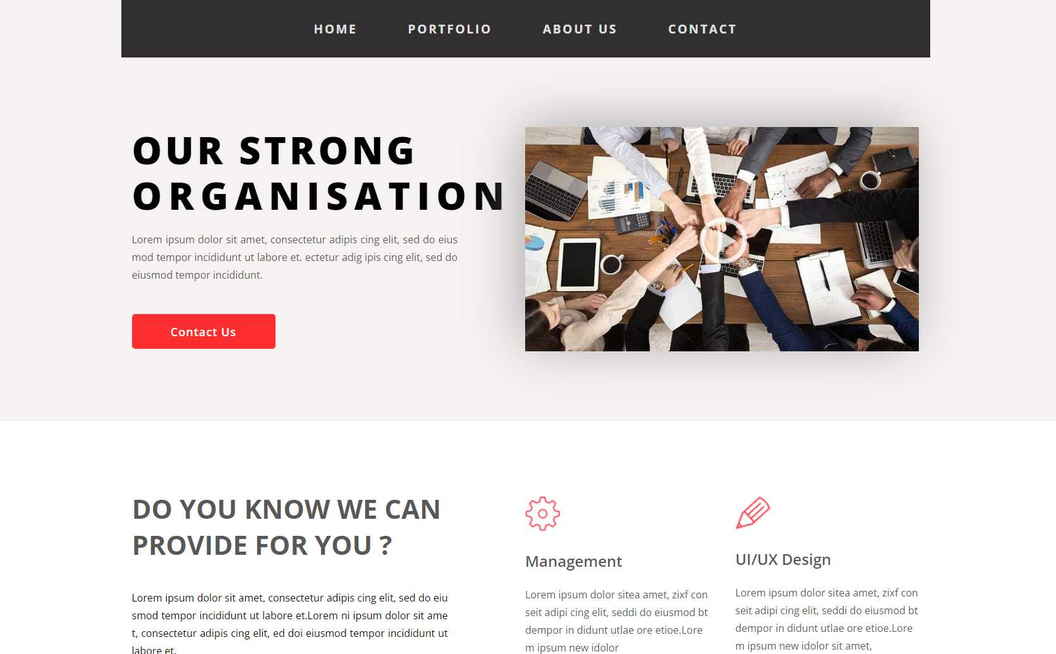 HOME PORTFOLIO ABOUT US CONTACT
OUR STRONG
ORGANISATION
Lorem ipsum dolor sit amet, consectetur adipis cing elit, sed do eius
mod tempor incididunt ut labore et. ectetur adig ipis cing elit, sed do
eiusmod tempor incididunt.
Contact Us
DO YOU KNOW WE CAN
PROVIDE FOR YOU ?
Lorem ipsum dolor sit amet, consectetur adipis cing elit, sed do eiu
smod tempor incididunt ut labore et.Lorem ni ipsum dolor sit ame
t, consectetur adipis cing elit, ed doi eiusmod tempor incididunt ut
labore et.
Management
Lorem ipsum dolor sitea amet, zixf con
seit adipi cing elit, seddi do eiusmod bt
dempor in didunt utlae ore etioe.Lore
m ipsum new idolor
UI/UX Design
Lorem ipsum dolor sitea amet, zixf con
seit adipi cing elit, seddi do eiusmod bt
dempor in didunt utlae ore etioe.Lore
m ipsum new idolor sit amet,